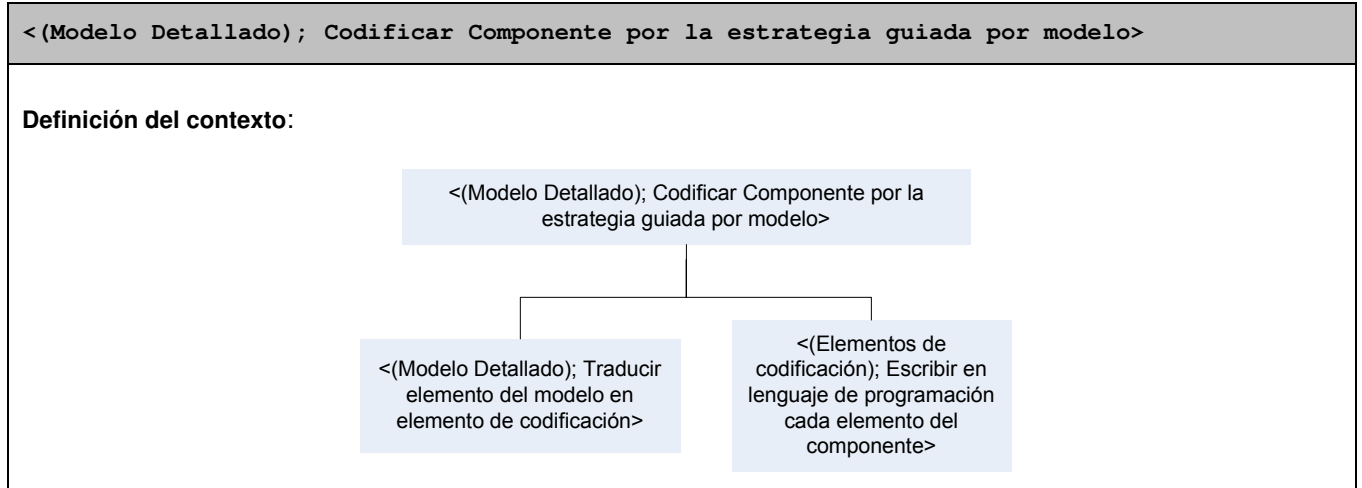 <(Modelo Detallado); Codificar Componente por la estrategia guiada por modelo>
Definición del contexto:
<(Modelo Detallado); Codificar Componente por la
estrategia guiada por modelo>
<(Modelo Detallado); Traducir
elemento del modelo en
elemento de codificación>
<(Elementos de
codificación); Escribir en
lenguaje de programación
cada elemento del
componente>